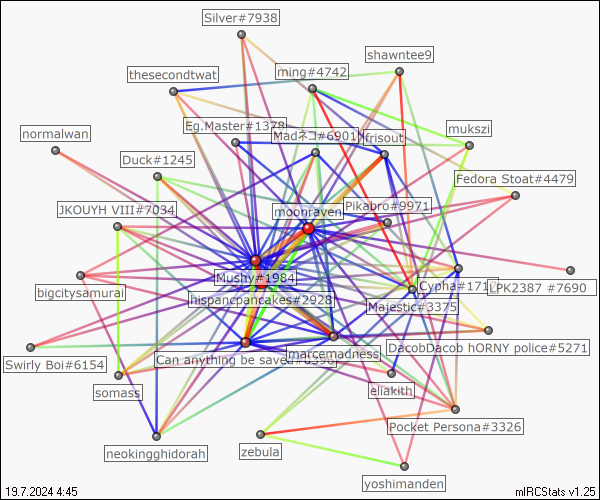 Silver#7938
shawntee9
ming#4742
thesecondtwat
Eg.Master#1378
Madネコ#6901
mukszi
normalwan
frisout
Duck#1245
Fedora Stoat#4479
JKOUYH VIII#7034
moonraven
Pikabro#9971
Mushy#1984
Cypha#171
LPK2387 #7690
bigcitysamurai
hispancpancakes#2928
Majestic#3375
DacobDacob hORNY police#5271
Swirly Boi#6154
Can anything be saved
marcemadness
somass
eliakith
Pocket Persona#3326
neokingghidorah
zebula
yoshimanden
19.7.2024 4:45
mIRCStats v1.25